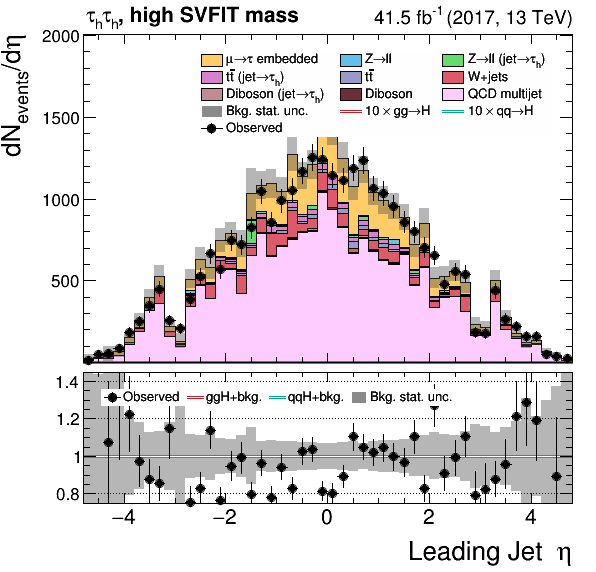 τhτh, high SVFIT mass 41.5 fb⁻¹ (2017, 13 TeV)
dNevents/dη
2000
1500
1000
500
μ→τ embedded Z→ll Z→ll (jet→τh)
tt̄ (jet→τh) tt̄ W+jets
Diboson (jet→τh) Diboson QCD multijet
Bkg. stat. unc. 10 × gg→H 10 × qq→H
Observed
1.4
1.2
1
0.8
Observed ggH+bkg. qqH+bkg. Bkg. stat. unc.
−4 −2 0 2 4
Leading Jet η